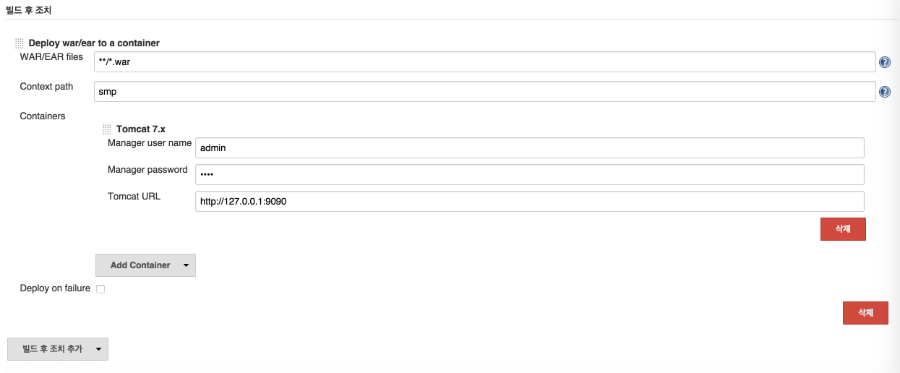 빌드 후 조치
Deploy war/ear to a container
WAR/EAR files
**/*.war
Context path
smp
Containers
Tomcat 7.x
Manager user name
admin
Manager password
••••
Tomcat URL
http://127.0.0.1:9090
삭제
Add Container
Deploy on failure
삭제
빌드 후 조치 추가